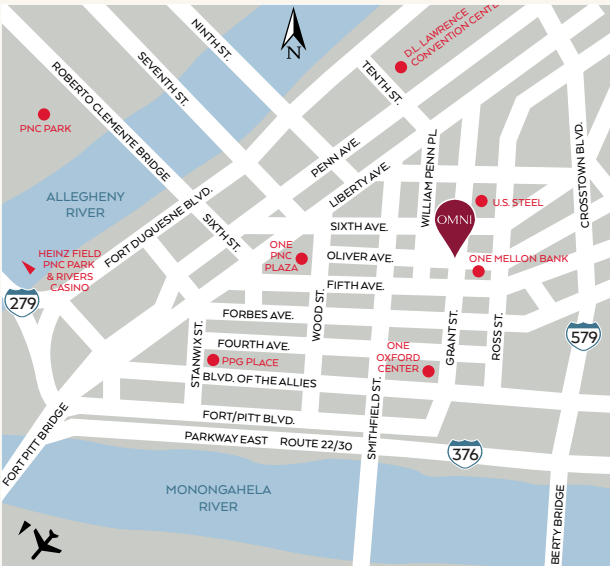 D.L. LAWRENCE
CONVENTION CENTER
NINTH ST.
N
SEVENTH ST.
TENTH ST.
ROBERTO CLEMENTE BRIDGE
PNC PARK
PENN AVE.
WILLIAM PENN PL.
CROSSTOWN BLVD.
LIBERTY AVE.
ALLEGHENY
RIVER
U.S. STEEL
OMNI
SIXTH AVE.
FORT DUQUESNE BLVD.
SIXTH ST.
ONE
PNC
PLAZA
OLIVER AVE.
ONE MELLON BANK
HEINZ FIELD
PNC PARK
& RIVERS
CASINO
FIFTH AVE.
279
WOOD ST.
FORBES AVE.
GRANT ST.
ROSS ST.
579
STANWIX ST.
FOURTH AVE.
ONE
OXFORD
CENTER
PPG PLACE
BLVD. OF THE ALLIES
SMITHFIELD ST.
FORT/PITT BLVD.
FORT PITT BRIDGE
PARKWAY EAST ROUTE 22/30
376
MONONGAHELA
RIVER
BERTY BRIDGE